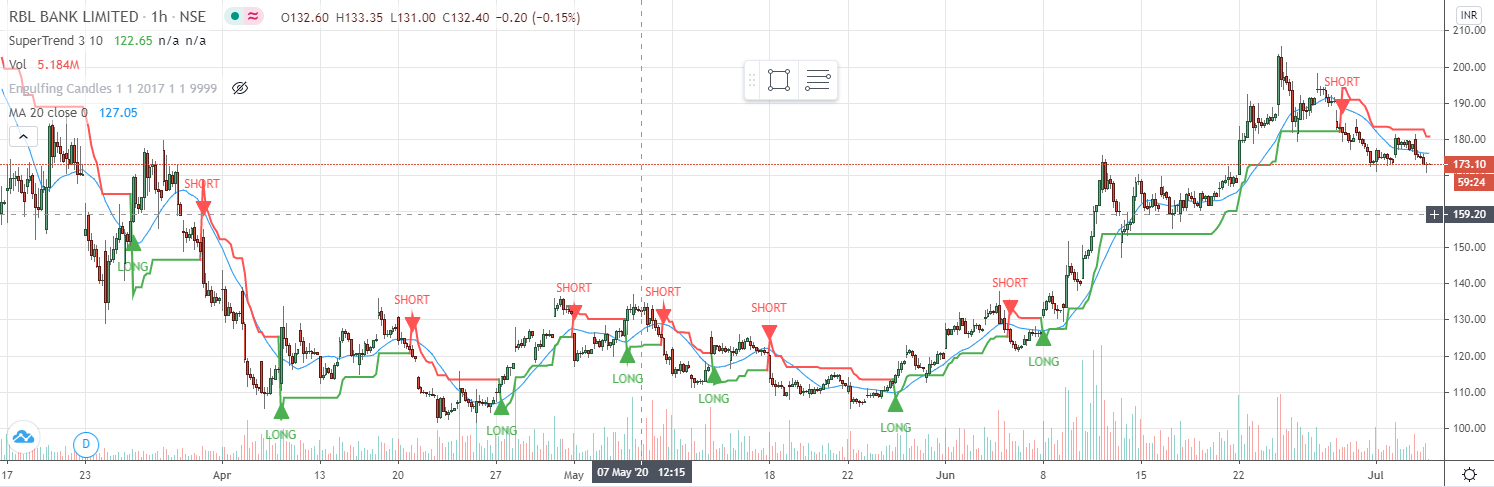 RBL BANK LIMITED · 1h · NSE O132.60 H133.35 L131.00 C132.40 −0.20 (−0.15%)
INR
SuperTrend 3 10 122.65 n/a n/a
Vol 5.184M
Engulfing Candles 1 1 2017 1 1 9999
MA 20 close 0 127.05
210.00
200.00
190.00
180.00
173.10
59:24
159.20
150.00
140.00
130.00
120.00
110.00
100.00
LONG
SHORT
LONG
SHORT
LONG
SHORT
LONG
SHORT
LONG
SHORT
LONG
SHORT
LONG
SHORT
D
17 23 Apr 13 20 27 May 07 May '20 12:15 18 22 Jun 8 15 22 Jul